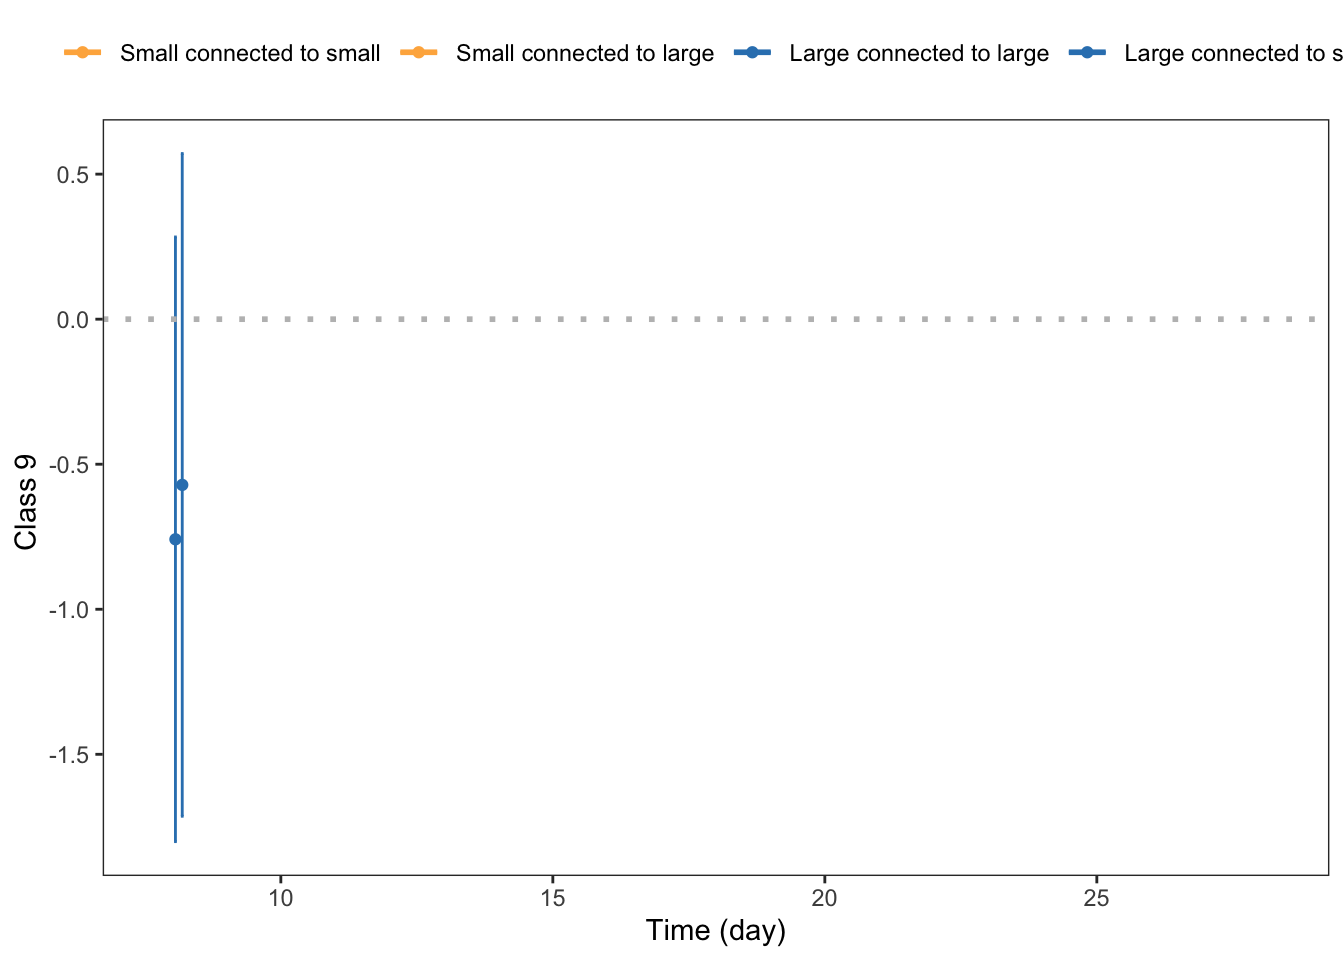 Small connected to small Small connected to large Large connected to large Large connected to s
0.5
0.0
-0.5
-1.0
-1.5
Class 9
10 15 20 25
Time (day)